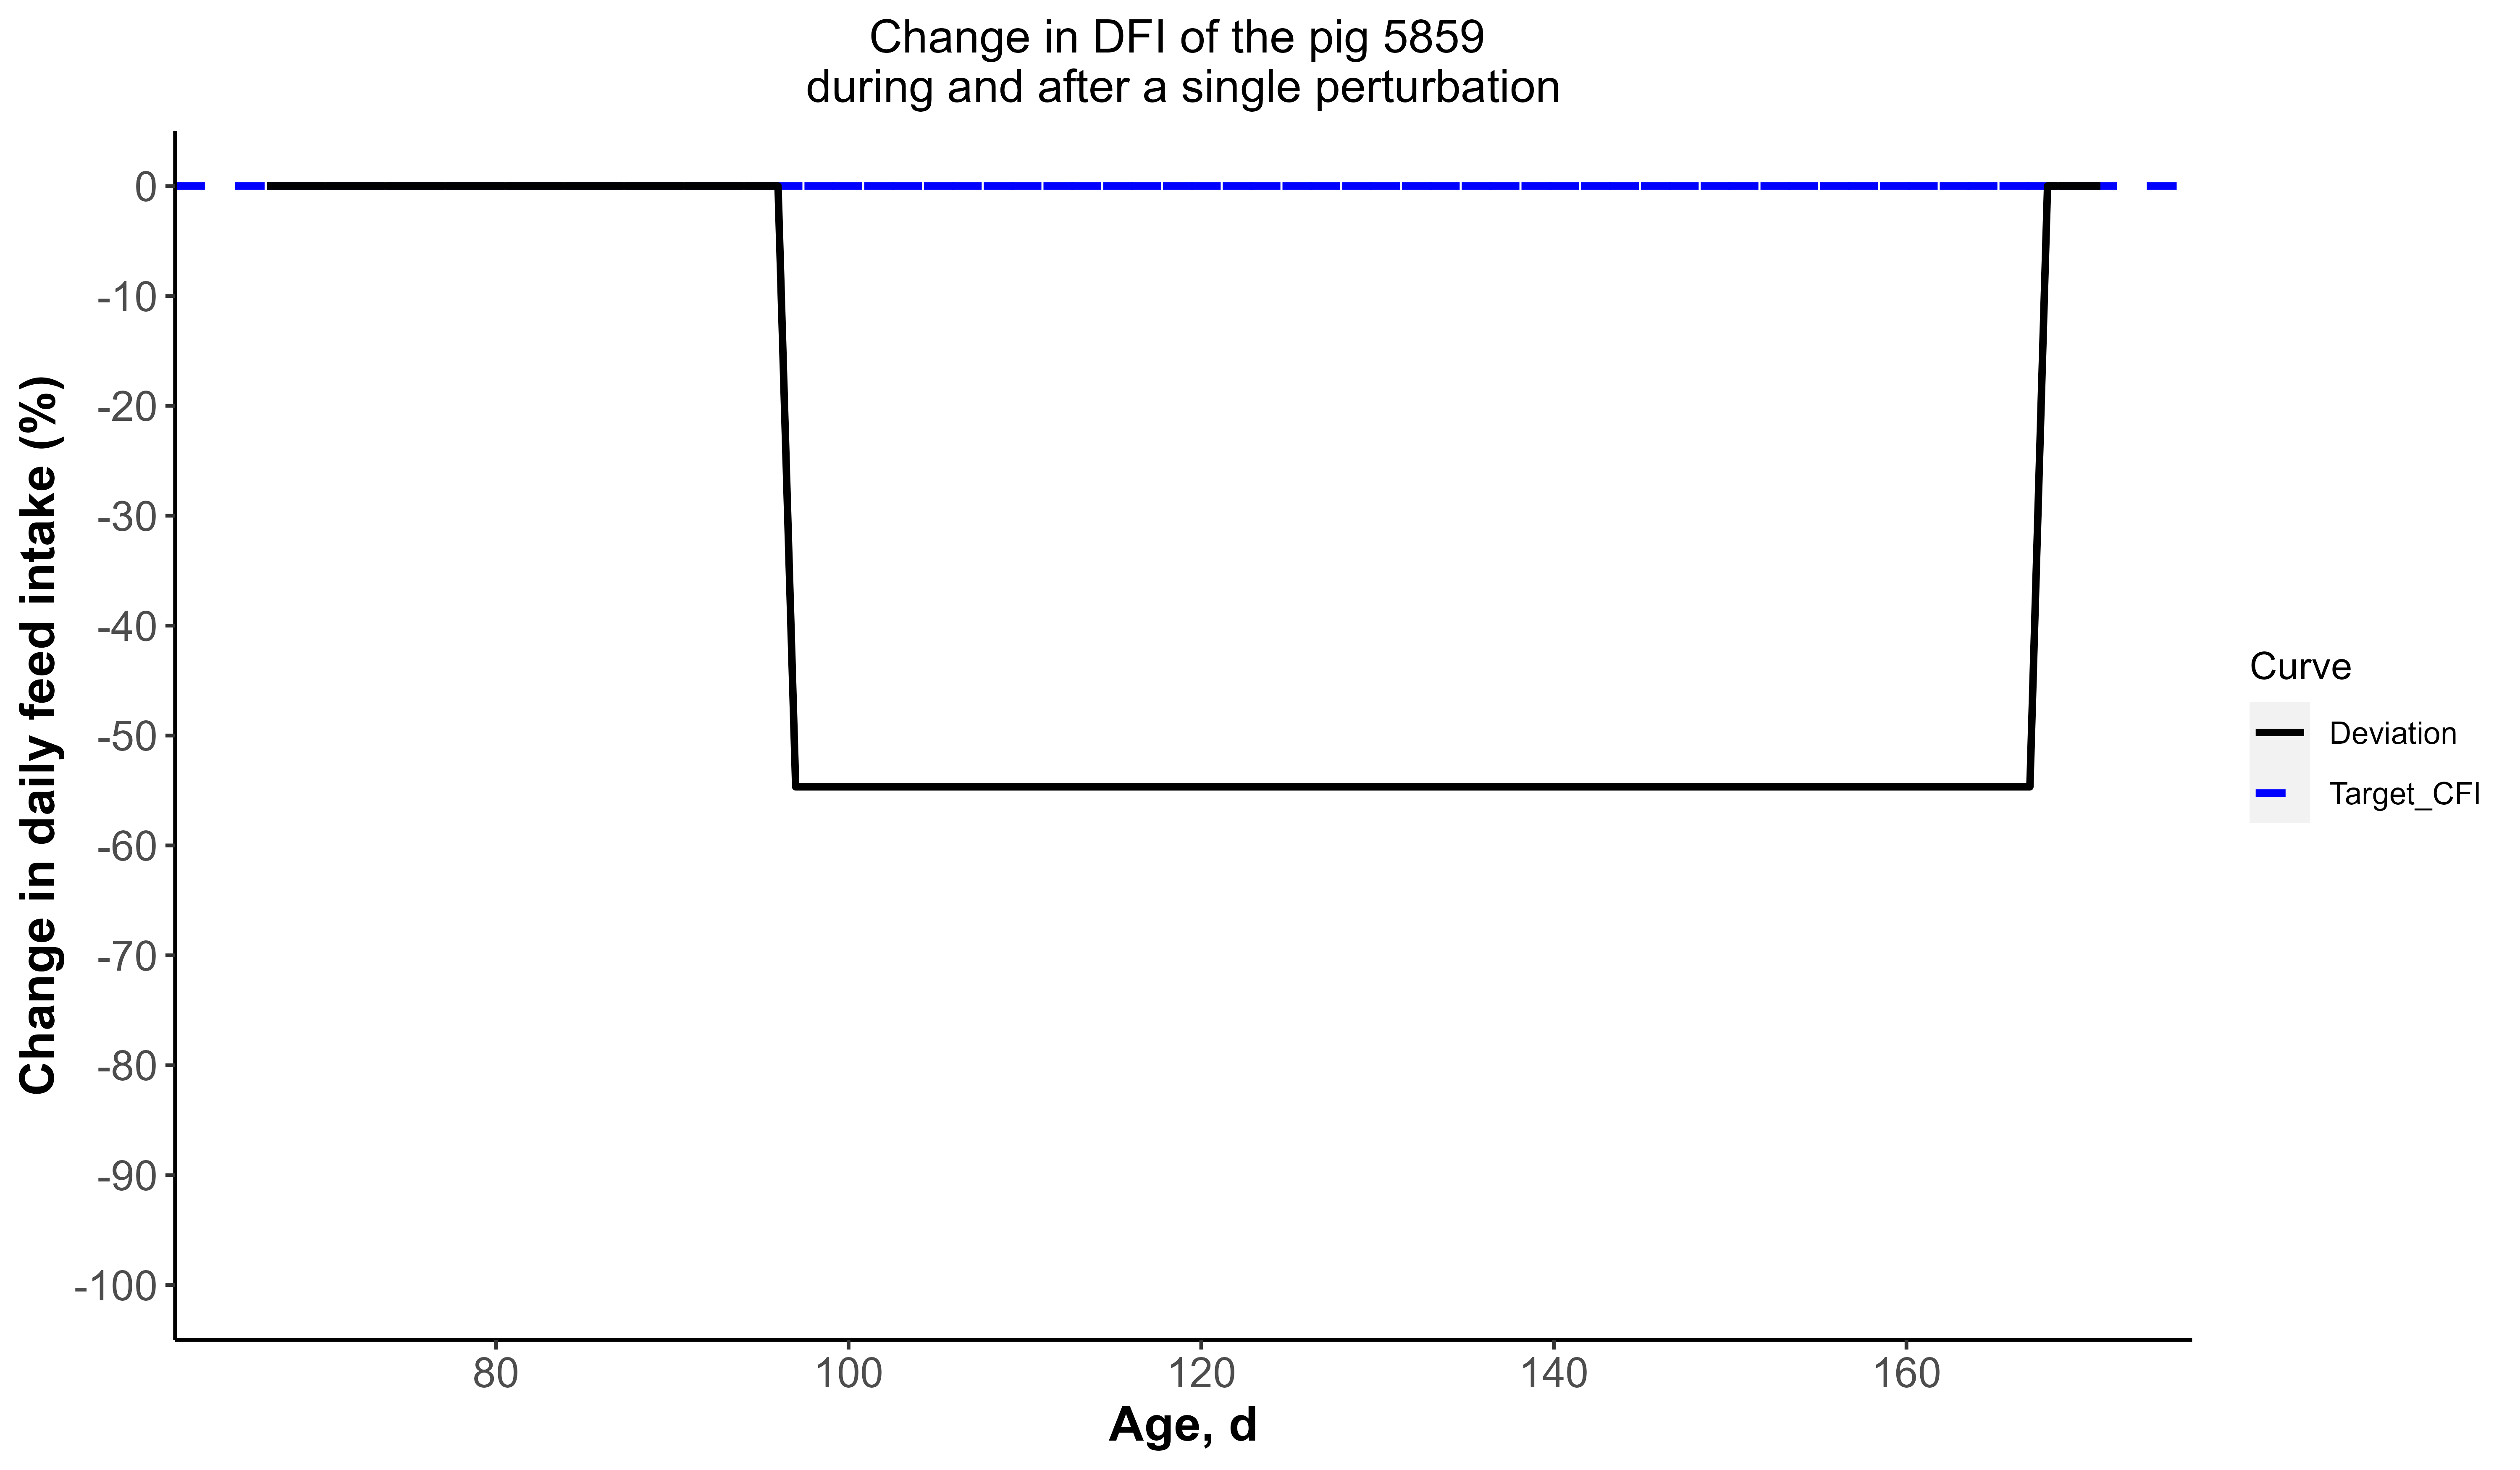 Change in DFI of the pig 5859
during and after a single perturbation
Change in daily feed intake (%)
0
-10
-20
-30
-40
-50
-60
-70
-80
-90
-100
80 100 120 140 160
Age, d
Curve
Deviation
Target_CFI